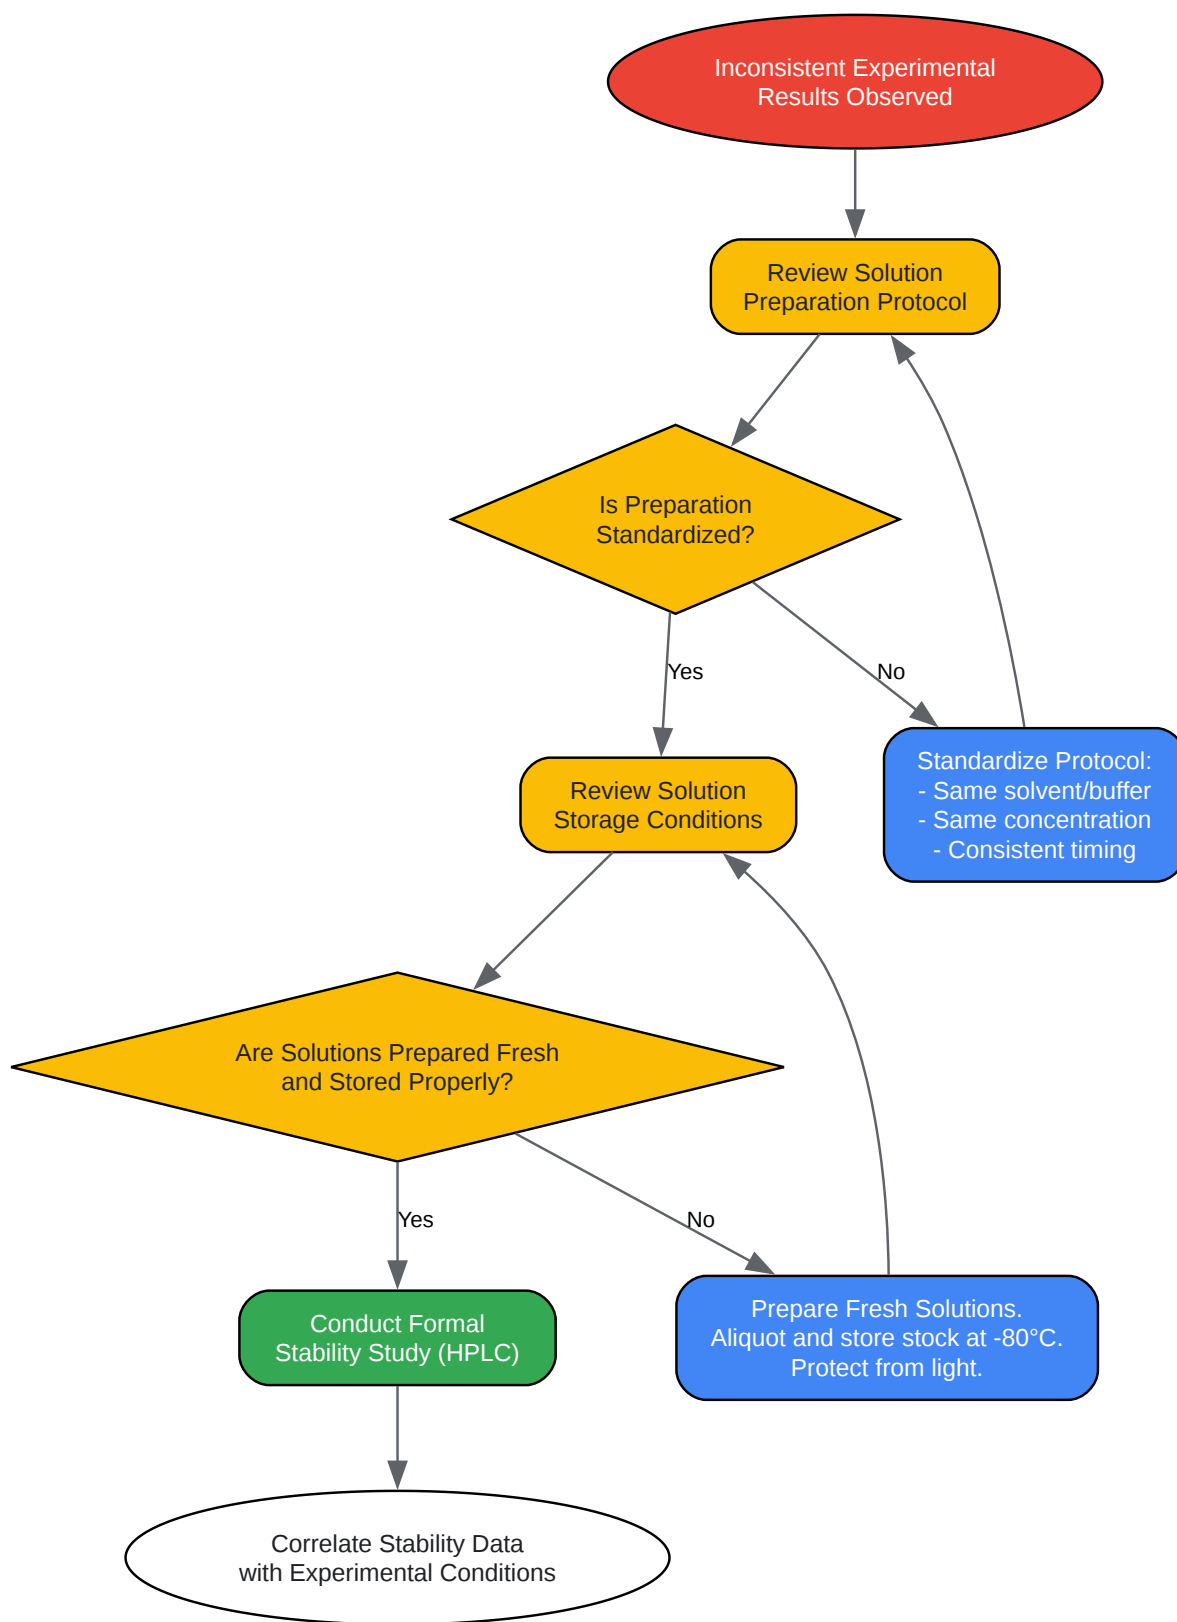 Inconsistent Experimental
Results Observed
Review Solution
Preparation Protocol
Is Preparation
Standardized?
Yes
No
Standardize Protocol:
- Same solvent/buffer
- Same concentration
- Consistent timing
Review Solution
Storage Conditions
Are Solutions Prepared Fresh
and Stored Properly?
Yes
No
Conduct Formal
Stability Study (HPLC)
Prepare Fresh Solutions.
Aliquot and store stock at -80°C.
Protect from light.
Correlate Stability Data
with Experimental Conditions